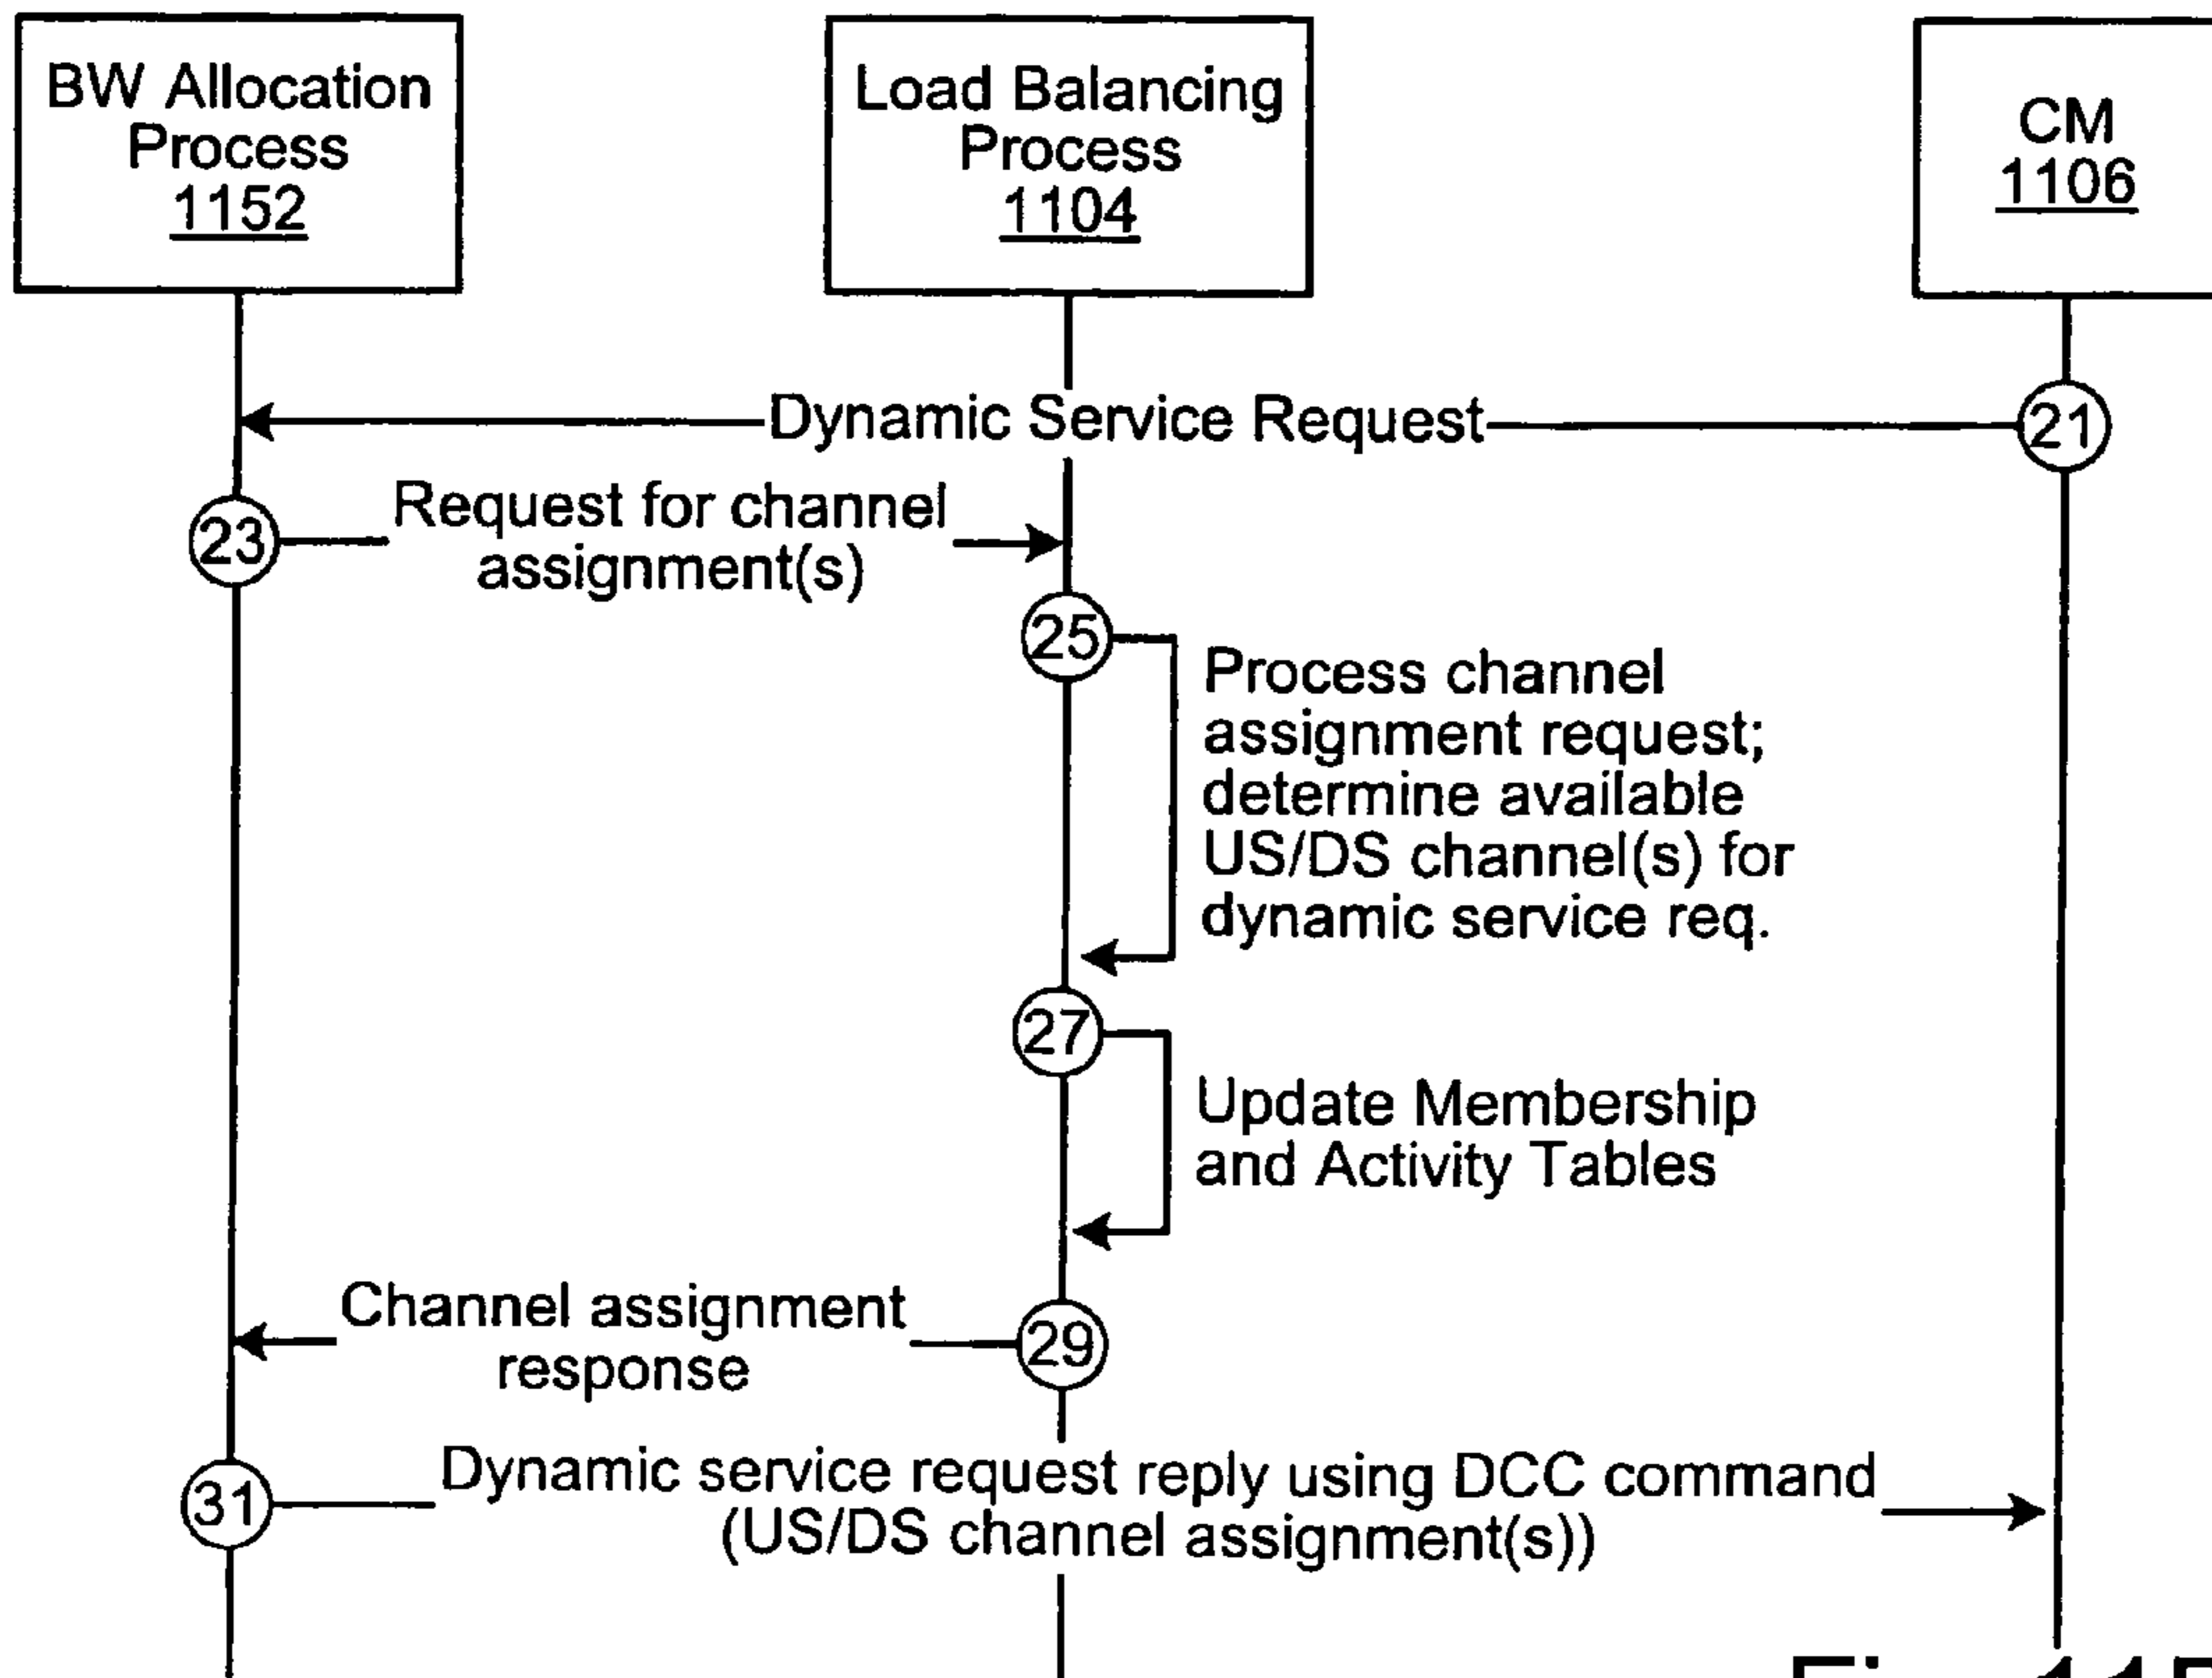 BW Allocation
Process
1152
Load Balancing
Process
1104
CM
1106
Dynamic Service Request
21
23
Request for channel
assignment(s)
25
Process channel
assignment request;
determine available
US/DS channel(s) for
dynamic service req.
27
Update Membership
and Activity Tables
Channel assignment
response
29
31
Dynamic service request reply using DCC command
(US/DS channel assignment(s))